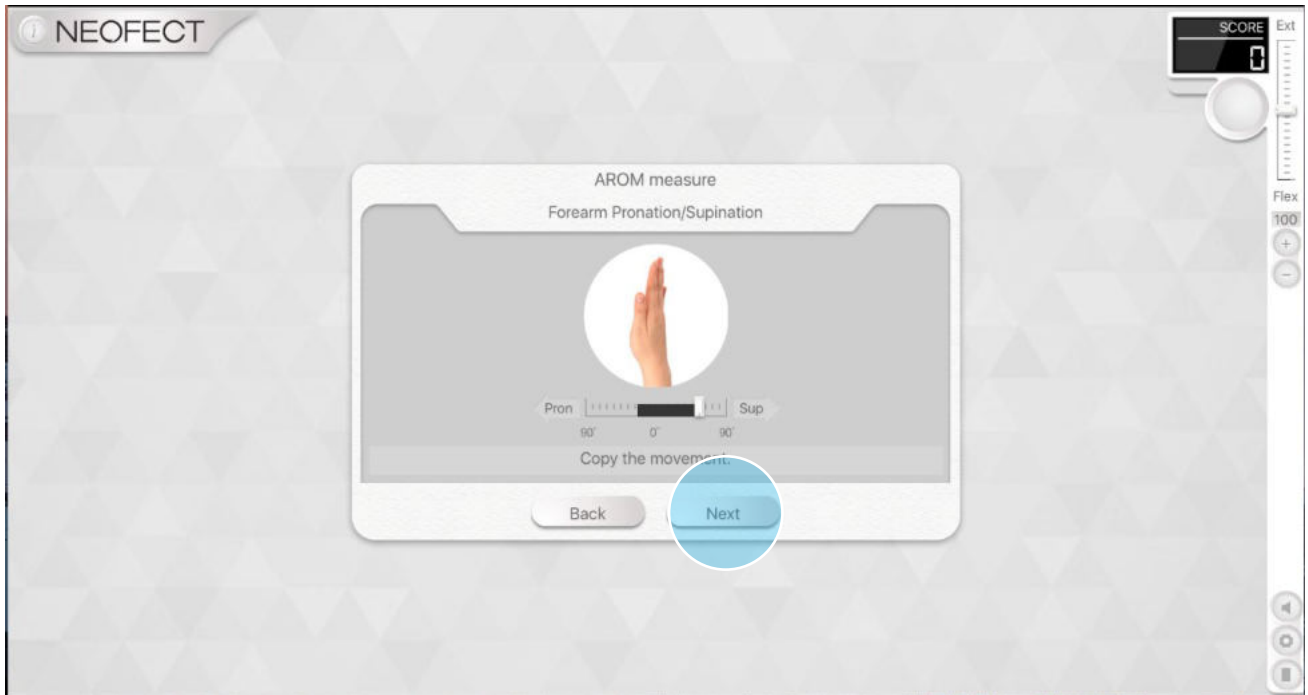 NEOFECT
SCORE
0
Ext
Flex
100
+
−
AROM measure
Forearm Pronation/Supination
Pron
Sup
90°
0°
90°
Copy the movement.
Back
Next